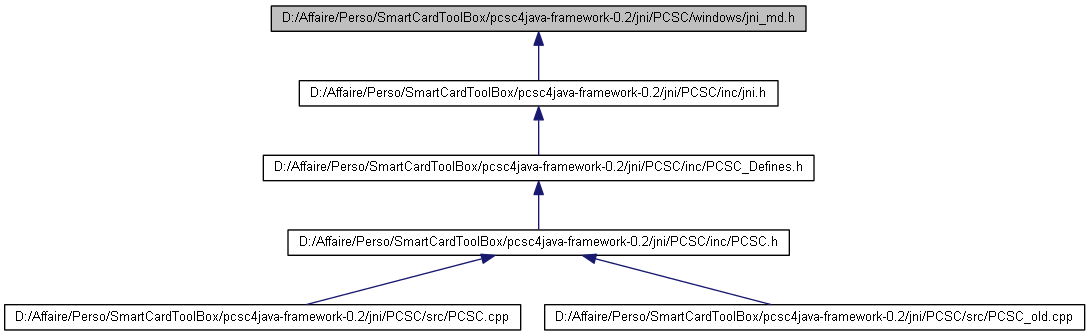 D:/Affaire/Perso/SmartCardToolBox/pcsc4java-framework-0.2/jni/PCSC/windows/jni_md.h
D:/Affaire/Perso/SmartCardToolBox/pcsc4java-framework-0.2/jni/PCSC/inc/jni.h
D:/Affaire/Perso/SmartCardToolBox/pcsc4java-framework-0.2/jni/PCSC/inc/PCSC_Defines.h
D:/Affaire/Perso/SmartCardToolBox/pcsc4java-framework-0.2/jni/PCSC/inc/PCSC.h
D:/Affaire/Perso/SmartCardToolBox/pcsc4java-framework-0.2/jni/PCSC/src/PCSC.cpp
D:/Affaire/Perso/SmartCardToolBox/pcsc4java-framework-0.2/jni/PCSC/src/PCSC_old.cpp